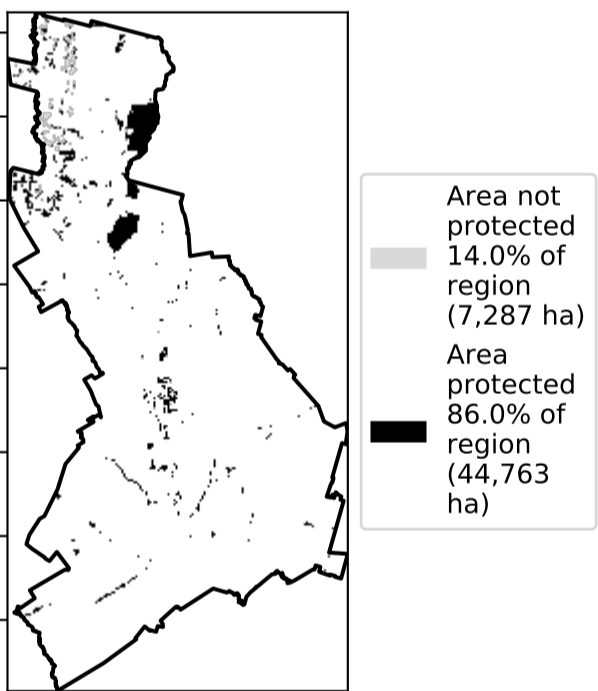 Area not
protected
14.0% of
region
(7,287 ha)
Area
protected
86.0% of
region
(44,763
ha)